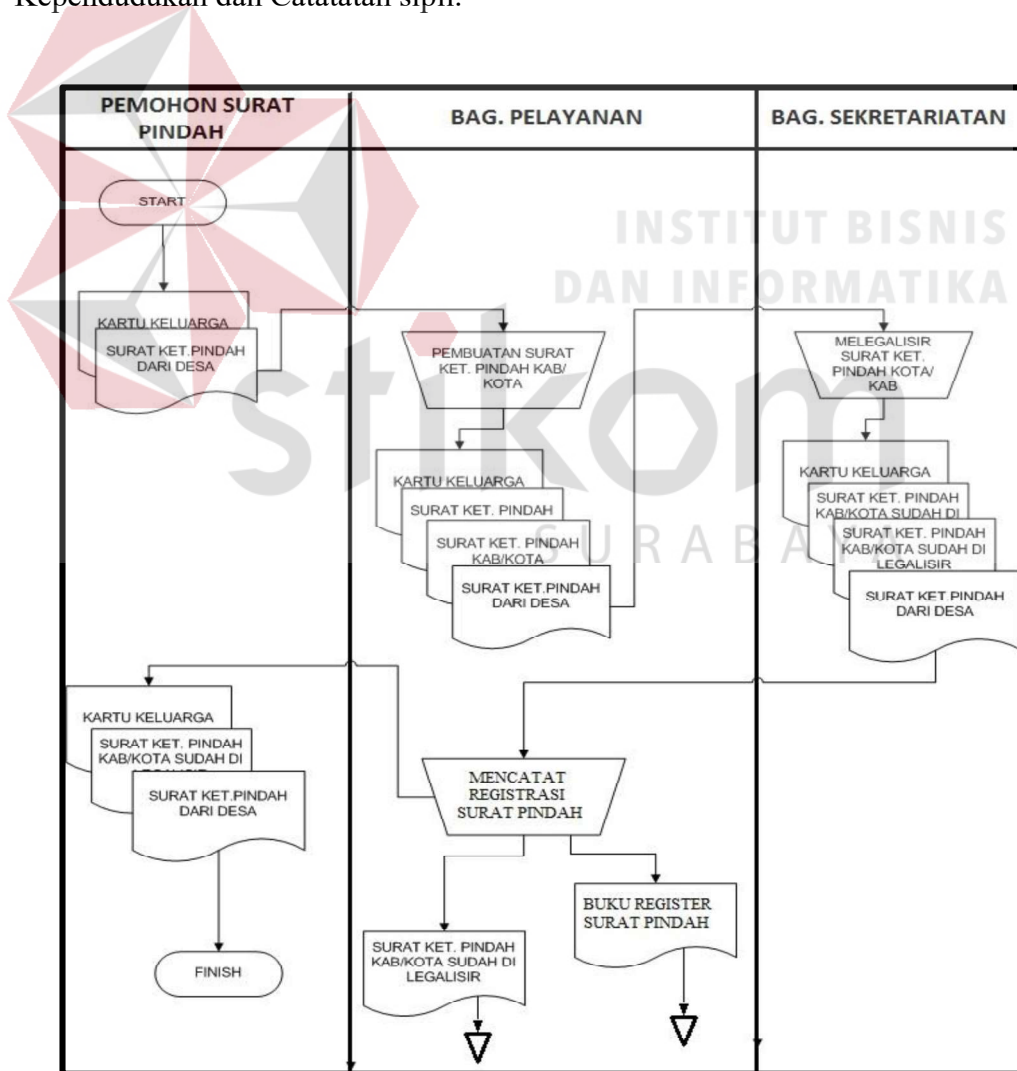 Kependudukan dan Catatatan sipil.
PEMOHON SURAT
PINDAH
BAG. PELAYANAN
BAG. SEKRETARIATAN
START
KARTU KELUARGA
SURAT KET.PINDAH
DARI DESA
PEMBUATAN SURAT
KET. PINDAH KAB/
KOTA
MELEGALISIR
SURAT KET.
PINDAH KOTA/
KAB
INSTITUT BISNIS
DAN INFORMATIKA
stikom
SURABAYA
KARTU KELUARGA
SURAT KET. PINDAH
SURAT KET. PINDAH
KAB/KOTA
SURAT KET.PINDAH
DARI DESA
KARTU KELUARGA
SURAT KET. PINDAH
KAB/KOTA SUDAH DI
SURAT KET. PINDAH
KAB/KOTA SUDAH DI
LEGALISIR
SURAT KET PINDAH
DARI DESA
KARTU KELUARGA
SURAT KET. PINDAH
KAB/KOTA SUDAH DI
LEGALISIR
SURAT KET.PINDAH
DARI DESA
MENCATAT
REGISTRASI
SURAT PINDAH
BUKU REGISTER
SURAT PINDAH
SURAT KET. PINDAH
KAB/KOTA SUDAH DI
LEGALISIR
FINISH